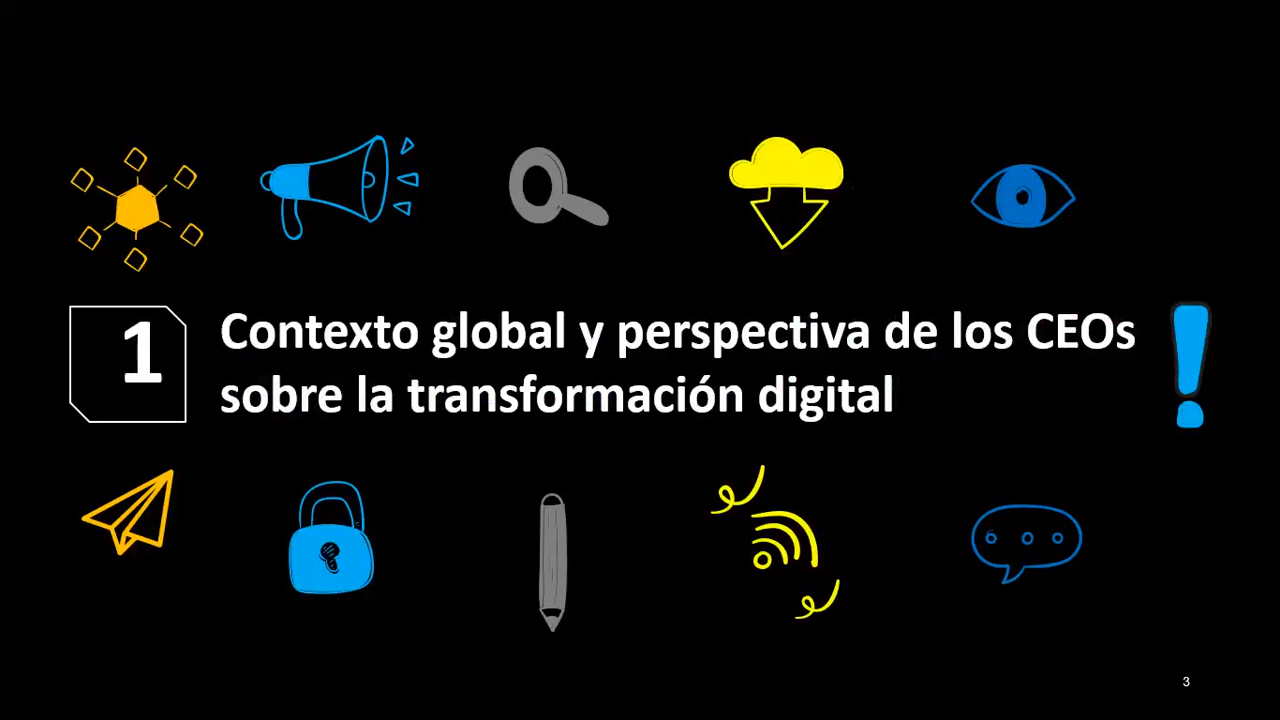 1
Contexto global y perspectiva de los CEOs
sobre la transformación digital
3